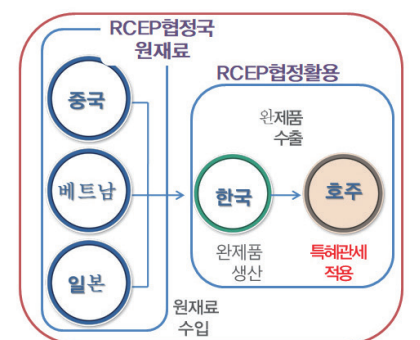 RCEP협정국
원재료
중국
베트남
일본
원재료
수입
RCEP협정활용
완제품
수출
한국
호주
완제품
생산
특혜관세
적용